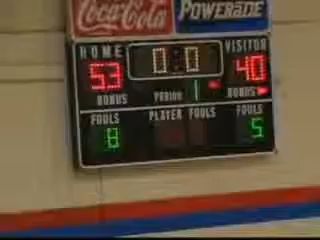 Coca-Cola POWERADE
HOME 0:0 VISITOR
53 40
BONUS PERIOD 1 BONUS
FOULS PLAYER FOULS FOULS
8 5